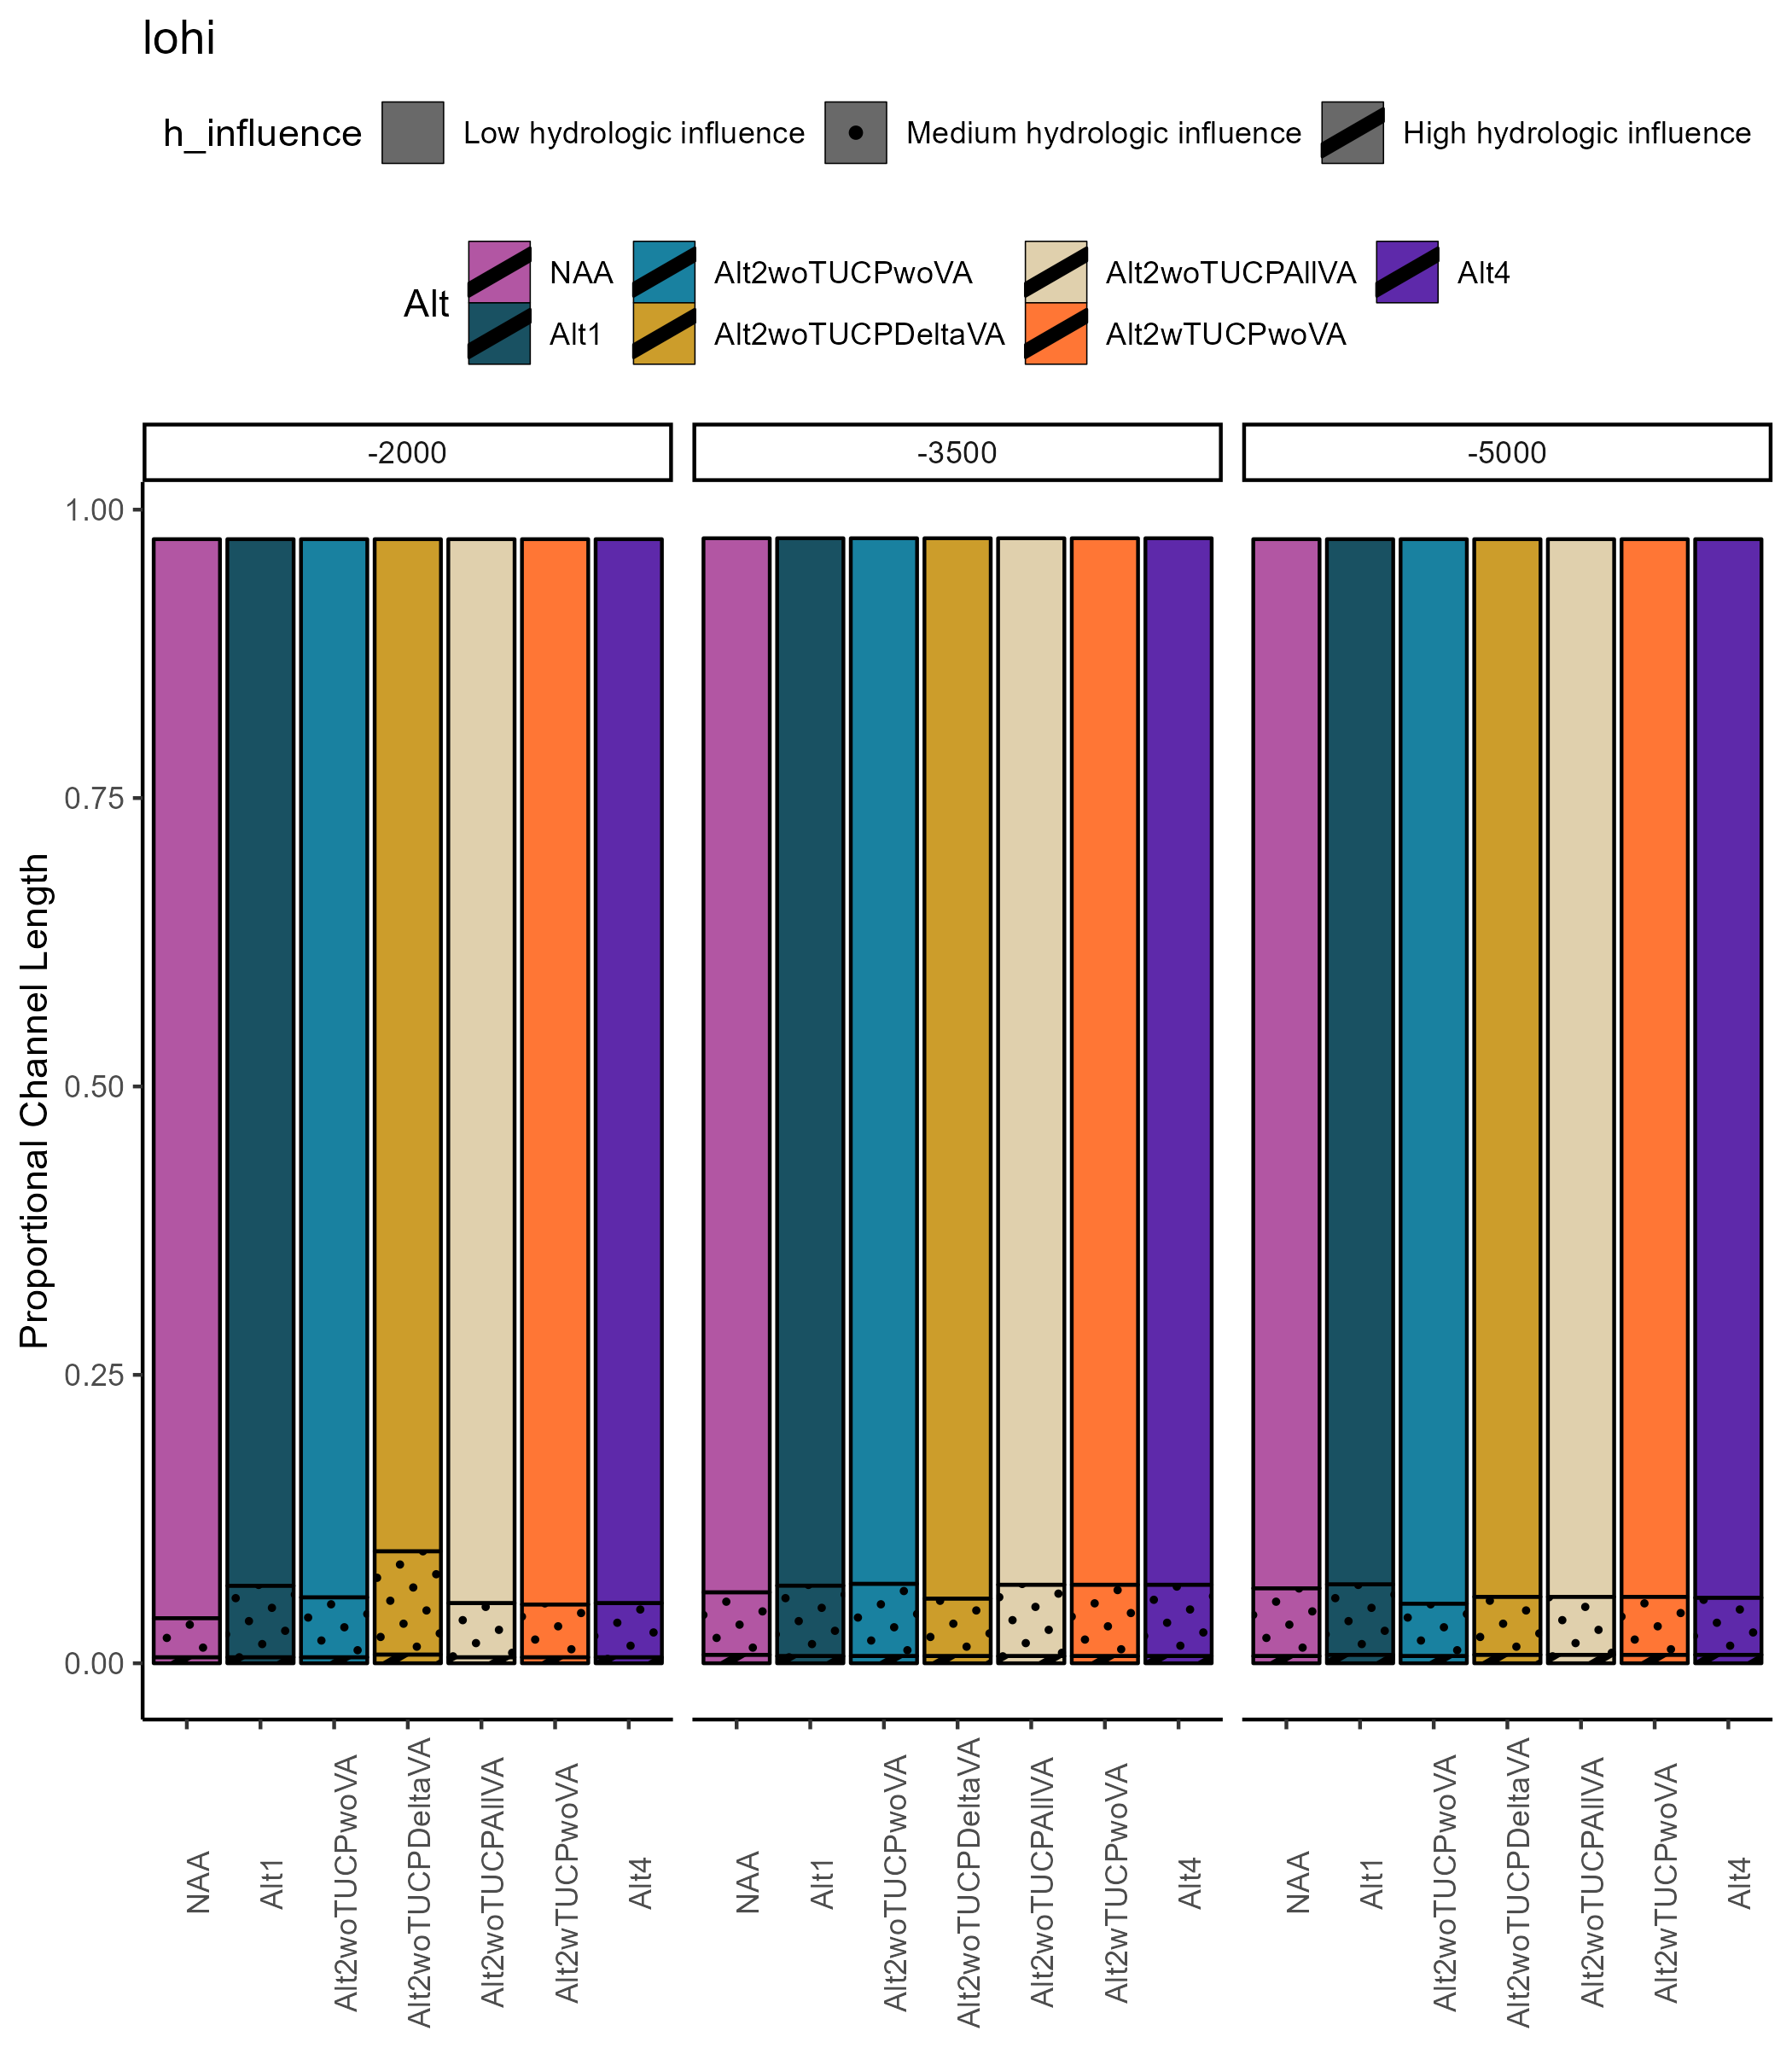 lohi
h_influence Low hydrologic influence Medium hydrologic influence High hydrologic influence
Alt NAA Alt2woTUCPwoVA Alt2woTUCPAllVA Alt4
Alt1 Alt2woTUCPDeltaVA Alt2wTUCPwoVA
-2000 -3500 -5000
1.00
0.75
0.50
0.25
0.00
Proportional Channel Length
NAA
Alt1
Alt2woTUCPwoVA
Alt2woTUCPDeltaVA
Alt2woTUCPAllVA
Alt2wTUCPwoVA
Alt4
NAA
Alt1
Alt2woTUCPwoVA
Alt2woTUCPDeltaVA
Alt2woTUCPAllVA
Alt2wTUCPwoVA
Alt4
NAA
Alt1
Alt2woTUCPwoVA
Alt2woTUCPDeltaVA
Alt2woTUCPAllVA
Alt2wTUCPwoVA
Alt4